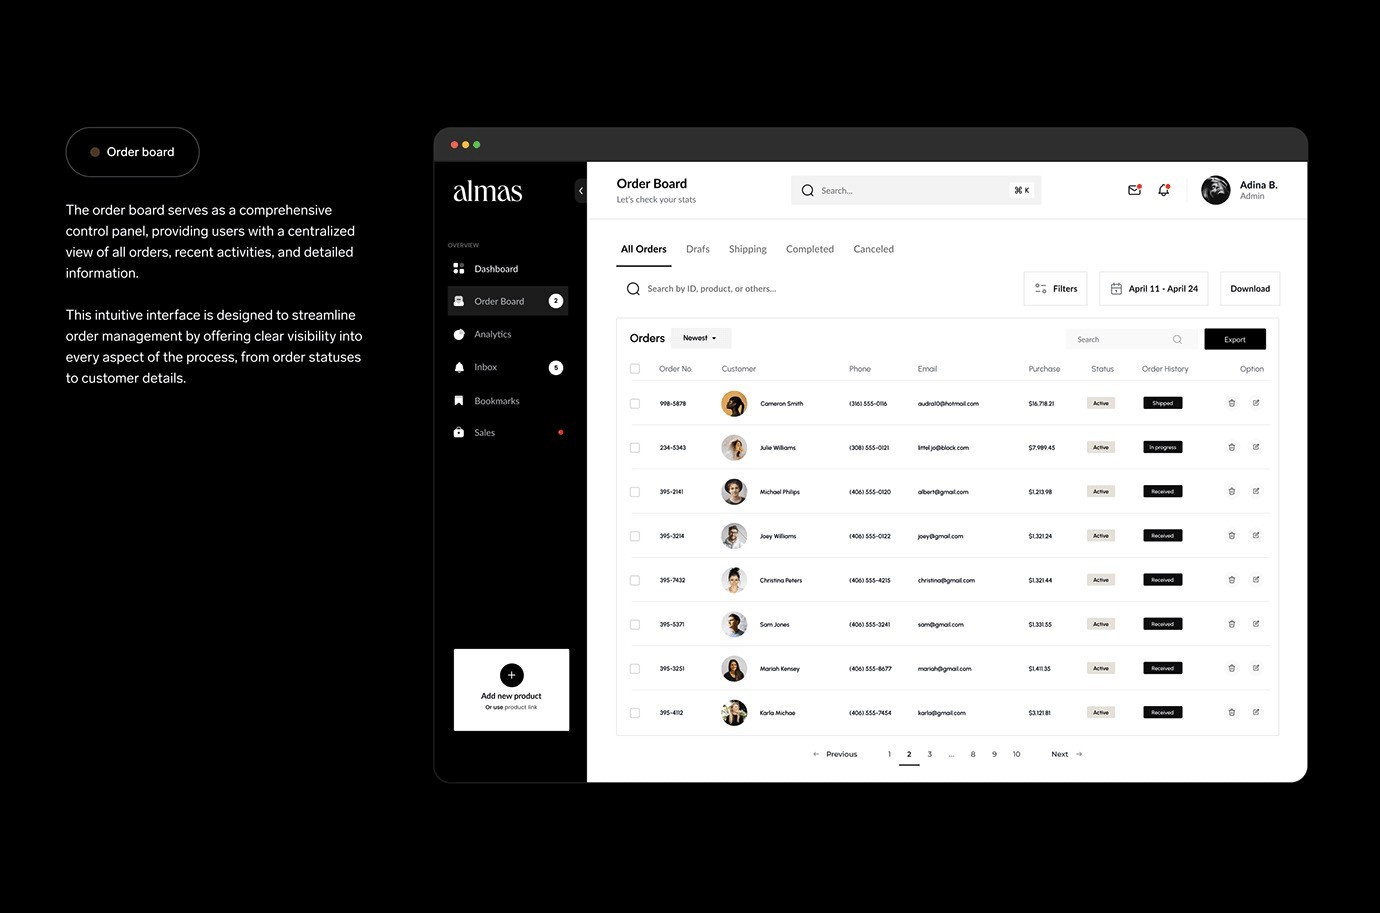 Order board
The order board serves as a comprehensive
control panel, providing users with a centralized
view of all orders, recent activities, and detailed
information.
This intuitive interface is designed to streamline
order management by offering clear visibility into
every aspect of the process, from order statuses
to customer details.
almas
OVERVIEW
Dashboard
Order Board 2
Analytics
Inbox 5
Bookmarks
Sales
+
Add new product
Or use product link
Order Board
Let's check your stats
Search...
⌘ K
Adina B.
Admin
All Orders Drafs Shipping Completed Canceled
Search by ID, product, or others...
Filters
April 11 - April 24
Download
Orders Newest Search Export
Order No. Customer Phone Email Purchase Status Order History Option
998-5878 Cameron Smith (316) 555-0116 audra10@hotmail.com $16,718.21 Active Shipped
234-5343 Julie Williams (308) 555-0121 littel.jo@block.com $7,989.45 Active In progress
395-2141 Michael Philips (406) 555-0120 albert@gmail.com $1,213.98 Active Received
395-3214 Joey Williams (406) 555-0122 joey@gmail.com $1,321.24 Active Received
395-7432 Christina Peters (406) 555-4215 christina@gmail.com $1,321.44 Active Received
395-5371 Sam Jones (406) 555-3241 sam@gmail.com $1,331.55 Active Received
395-3251 Mariah Kensey (406) 555-8677 mariah@gmail.com $1,411.35 Active Received
395-4112 Karla Michae (406) 555-7454 karla@gmail.com $3,121.81 Active Received
← Previous 1 2 3 ... 8 9 10 Next →